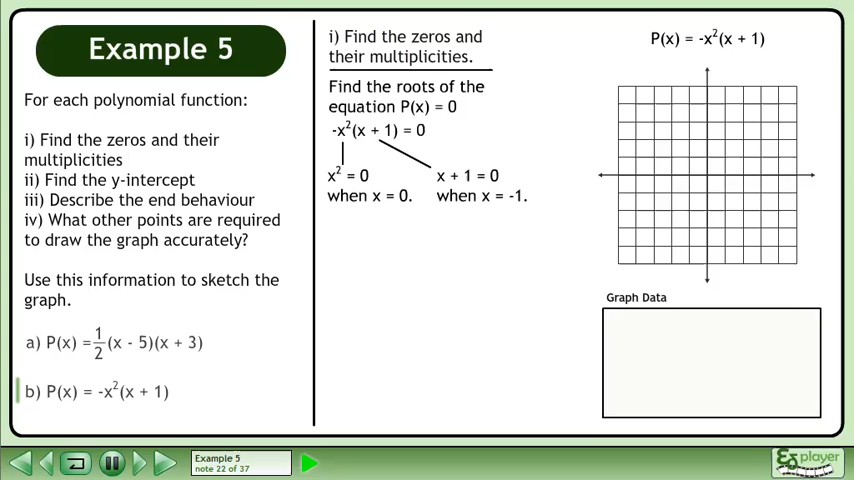 Example 5
For each polynomial function:
i) Find the zeros and their
multiplicities
ii) Find the y-intercept
iii) Describe the end behaviour
iv) What other points are required
to draw the graph accurately?
Use this information to sketch the
graph.
a) P(x) = 1/2 (x - 5)(x + 3)
b) P(x) = -x²(x + 1)
i) Find the zeros and
their multiplicities.
Find the roots of the
equation P(x) = 0
-x²(x + 1) = 0
x² = 0
when x = 0.
x + 1 = 0
when x = -1.
P(x) = -x²(x + 1)
Graph Data
Example 5
note 22 of 37
player